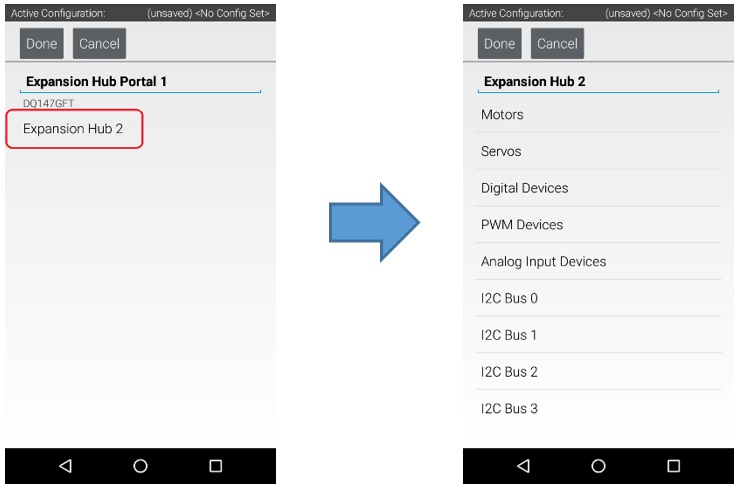 Active Configuration: (unsaved) <No Config Set>
Done Cancel
Expansion Hub Portal 1
DQ147GFT
Expansion Hub 2
Active Configuration: (unsaved) <No Config Set>
Done Cancel
Expansion Hub 2
Motors
Servos
Digital Devices
PWM Devices
Analog Input Devices
I2C Bus 0
I2C Bus 1
I2C Bus 2
I2C Bus 3